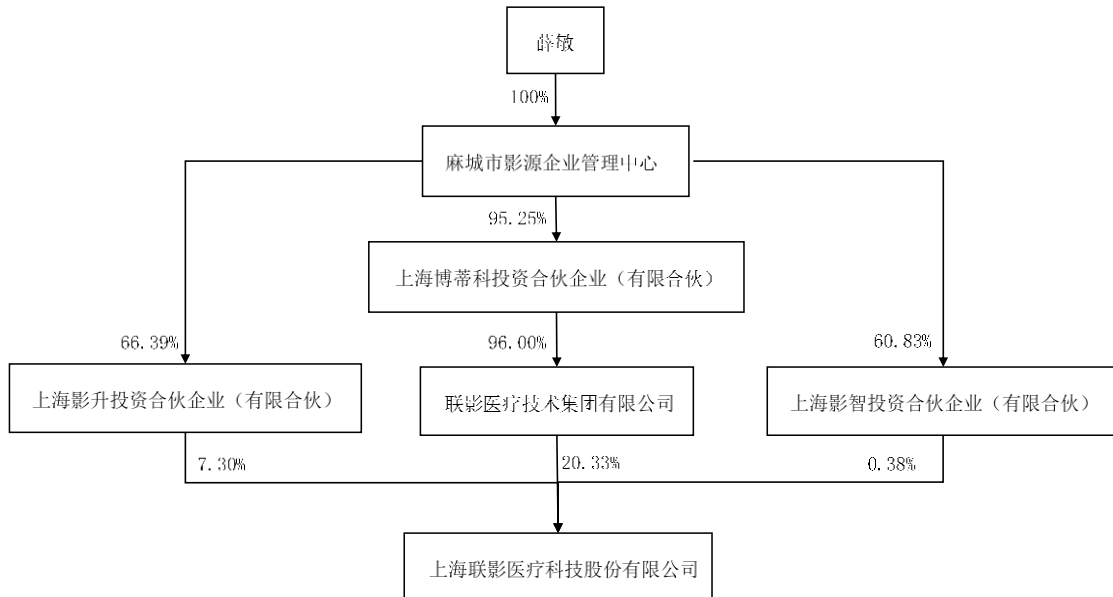 薛敏
100%
麻城市影源企业管理中心
95.25%
上海博蒂科投资合伙企业（有限合伙）
66.39%
96.00%
60.83%
上海影升投资合伙企业（有限合伙）
联影医疗技术集团有限公司
上海影智投资合伙企业（有限合伙）
7.30%
20.33%
0.38%
上海联影医疗科技股份有限公司